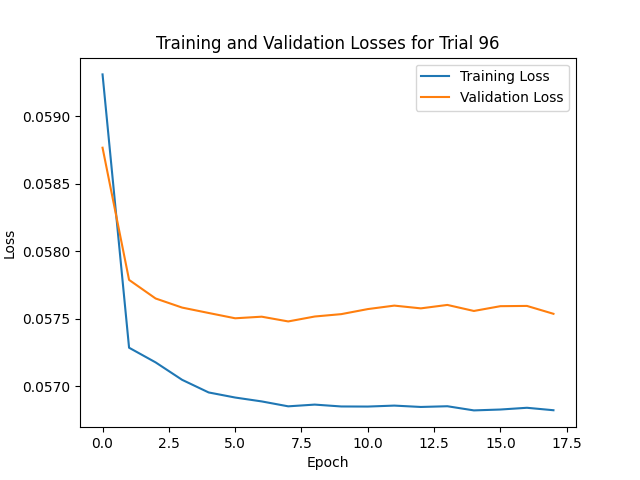 Training and Validation Losses for Trial 96
Training Loss
Validation Loss
Loss
0.0590
0.0585
0.0580
0.0575
0.0570
0.0 2.5 5.0 7.5 10.0 12.5 15.0 17.5
Epoch